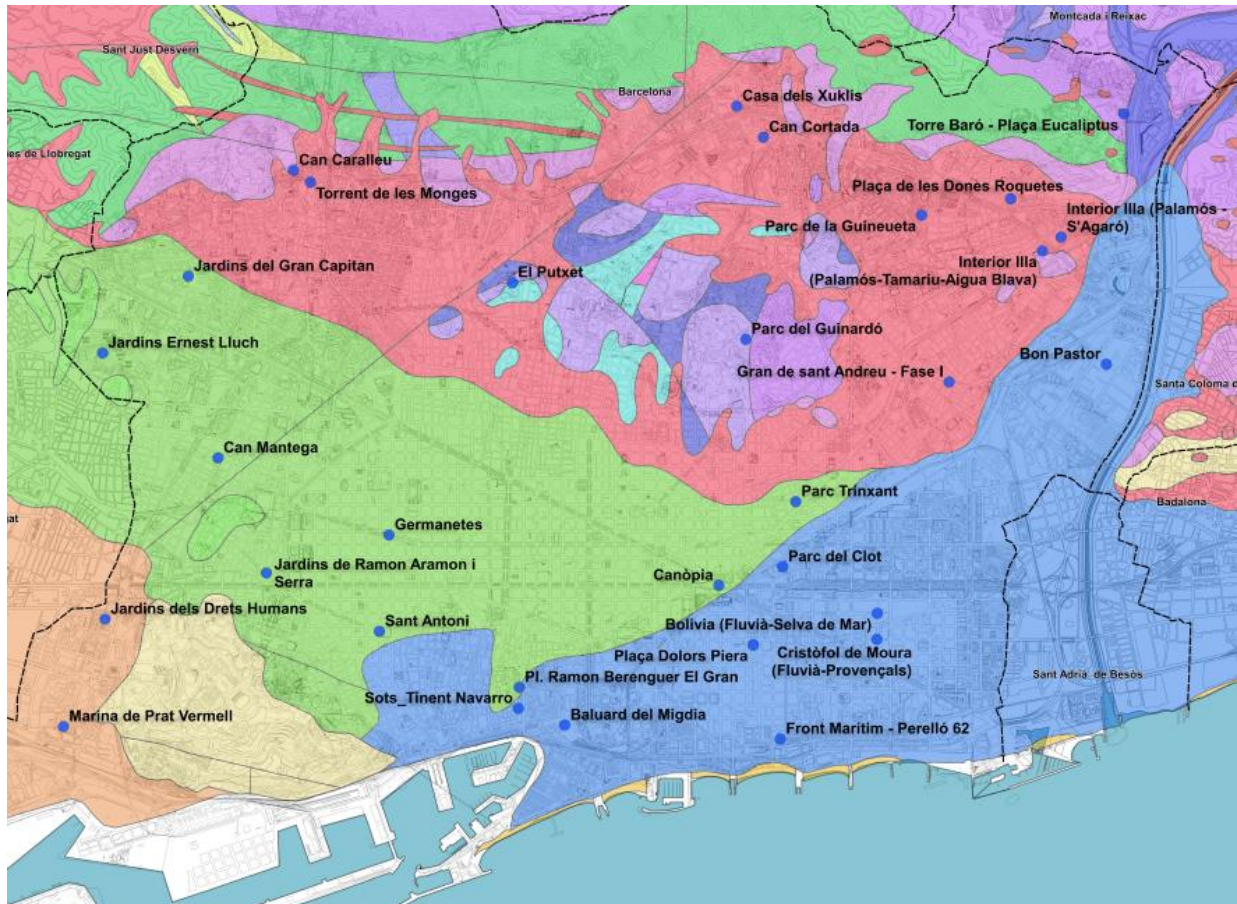 Montcada i Reixac
Sant Just Desvern
Barcelona
Casa dels Xuklis
Can Cortada
Torre Baró - Plaça Eucaliptus
es de Llobregat
Can Caralleu
Torrent de les Monges
Plaça de les Dones Roquetes
Interior Illa (Palamós -
S'Agaró)
Parc de la Guineueta
Interior Illa
(Palamós-Tamariu-Aigua Blava)
Jardins del Gran Capitan
El Putxet
Parc del Guinardó
Jardins Ernest Lluch
Bon Pastor
Gran de sant Andreu - Fase I
Santa Coloma d
Can Mantega
Parc Trinxant
Badalona
gat
Germanetes
Parc del Clot
Jardins de Ramon Aramon i
Serra
Canòpia
Jardins dels Drets Humans
Sant Antoni
Bolivia (Fluvià-Selva de Mar)
Plaça Dolors Piera
Cristòfol de Moura
(Fluvià-Provençals)
Pl. Ramon Berenguer El Gran
Sant Adrià de Besòs
Sots_Tinent Navarro
Marina de Prat Vermell
Baluard del Migdia
Front Marítim - Perelló 62